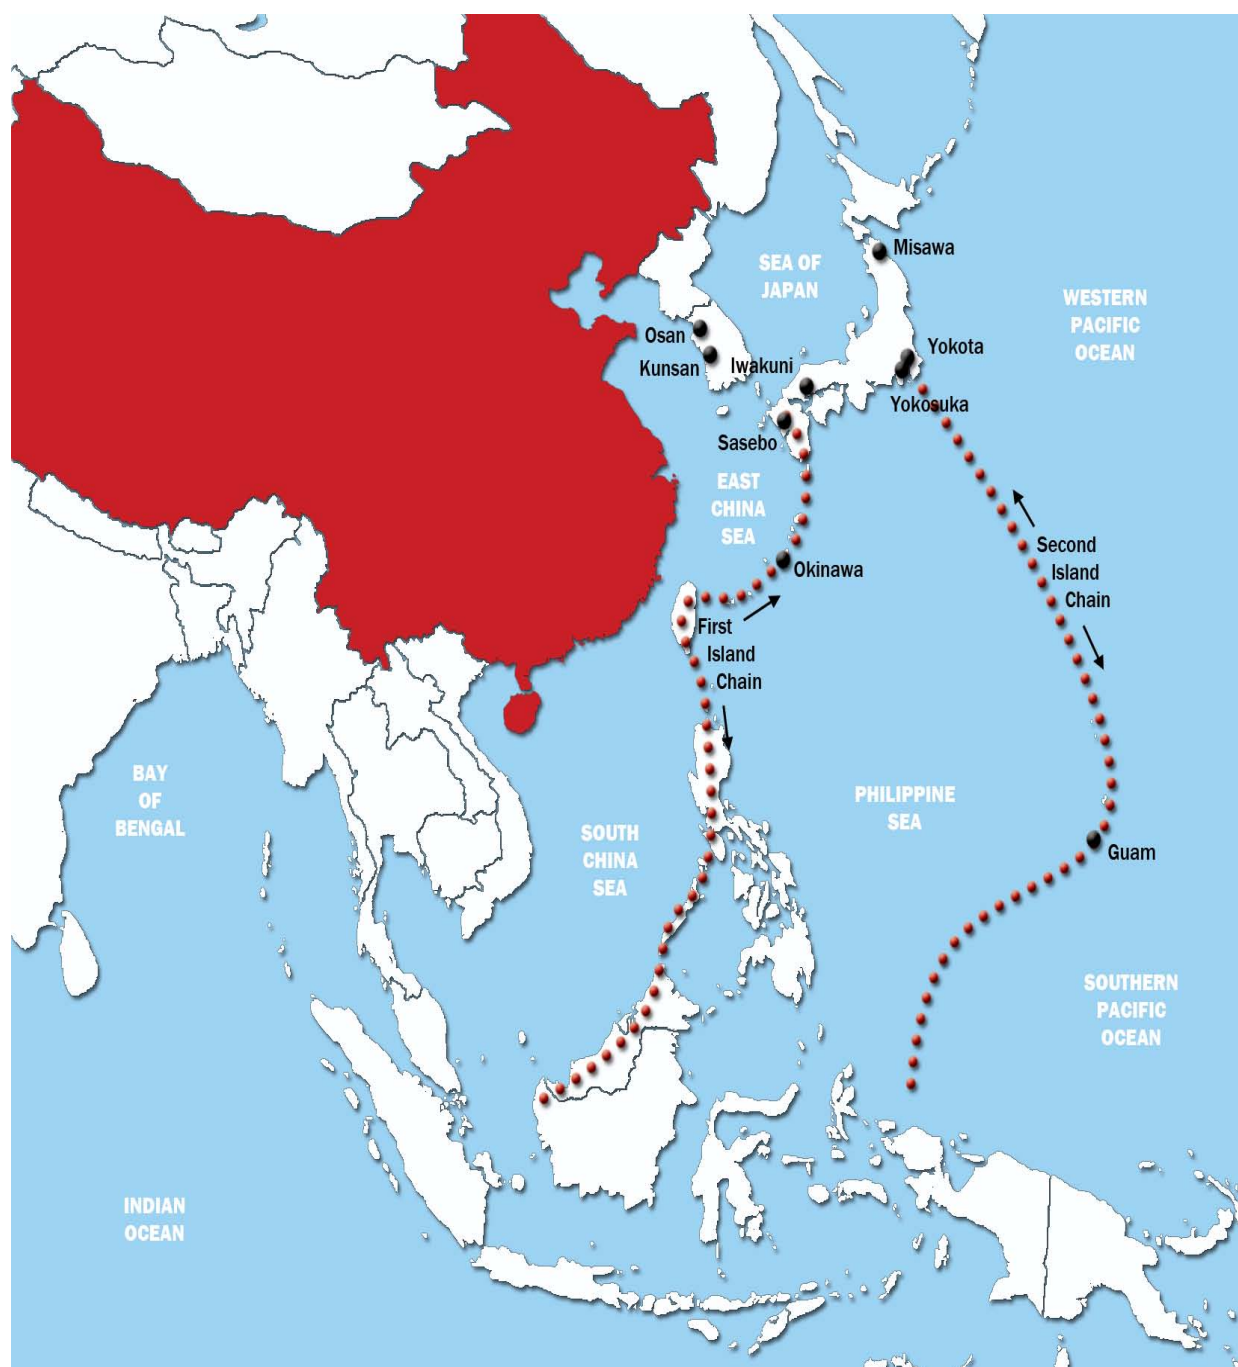 Misawa
SEA OF
JAPAN
WESTERN
PACIFIC
OCEAN
Osan
Kunsan
Iwakuni
Yokota
Yokosuka
Sasebo
EAST
CHINA
SEA
Second
Island
Chain
Okinawa
First
Island
Chain
BAY
OF
BENGAL
PHILIPPINE
SEA
SOUTH
CHINA
SEA
Guam
SOUTHERN
PACIFIC
OCEAN
INDIAN
OCEAN